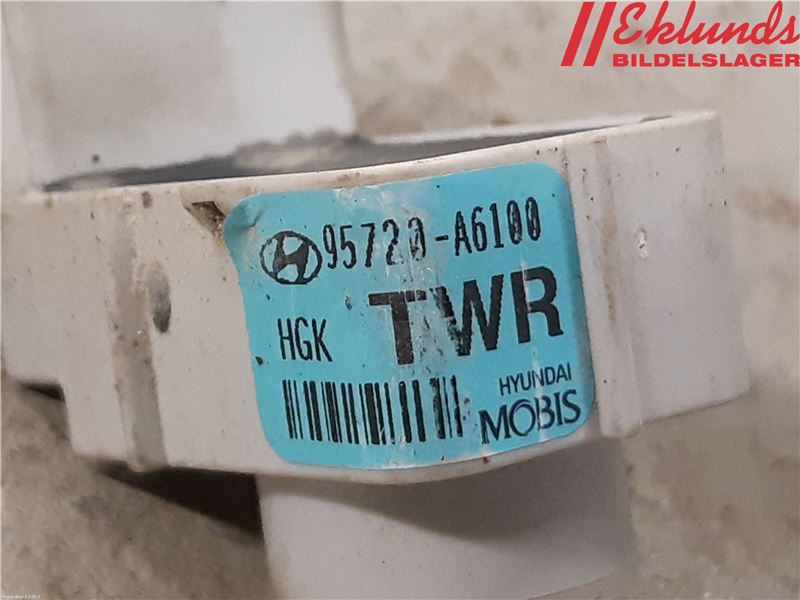 Eklunds
BILDELSLAGER
95720-A6100
HGK TWR
HYUNDAI
MOBIS